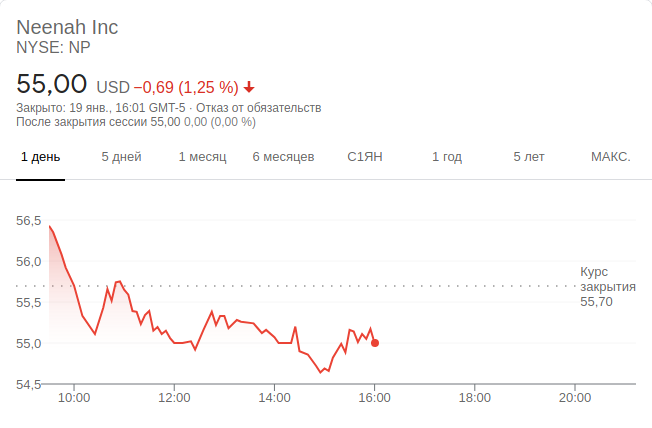 Neenah Inc
NYSE: NP
55,00 USD −0,69 (1,25 %)
Закрыто: 19 янв., 16:01 GMT-5 · Отказ от обязательств
После закрытия сессии 55,00 0,00 (0,00 %)
1 день 5 дней 1 месяц 6 месяцев С1ЯН 1 год 5 лет МАКС.
56,5
56,0
Курс
закрытия
55,70
55,5
55,0
54,5
10:00 12:00 14:00 16:00 18:00 20:00